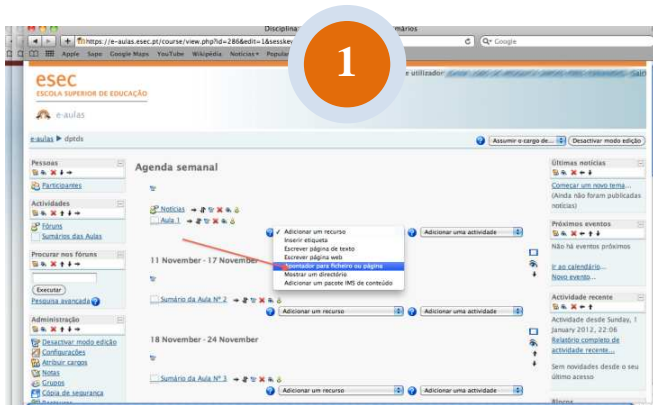 Disciplina
mários
https://e-aulas.esec.pt/course/view.php?id=286&edit=1&sesskey
Google
Apple Sapo Google Maps YouTube Wikipédia Notícias Popular
1
e utilizador:
Sair
esec
ESCOLA SUPERIOR DE EDUCAÇÃO
e-aulas
e-aulas ► dptds
Assumir o cargo de...
Desactivar modo edição
Pessoas
Participantes
Actividades
Fóruns
Sumários das Aulas
Procurar nos fóruns
Executar
Pesquisa avançada
Administração
Desactivar modo edição
Configurações
Atribuir cargos
Notas
Grupos
Cópia de segurança
Agenda semanal
Notícias
Aula 1
Adicionar um recurso
Inserir etiqueta
Escrever página de texto
Escrever página web
Apontador para ficheiro ou página
Mostrar um directório
Adicionar um pacote IMS de conteúdo
Adicionar uma actividade
11 November - 17 November
Sumário da Aula Nº 2
Adicionar um recurso
Adicionar uma actividade
18 November - 24 November
Sumário da Aula Nº 3
Adicionar um recurso
Adicionar uma actividade
Últimas notícias
Começar um novo tema...
(Ainda não foram publicadas
notícias)
Próximos eventos
Não há eventos próximos
Ir ao calendário...
Novo evento...
Actividade recente
Actividade desde Sunday, 1
January 2012, 22:06
Relatório completo de
actividade recente...
Sem novidades desde o seu
último acesso
Blocos